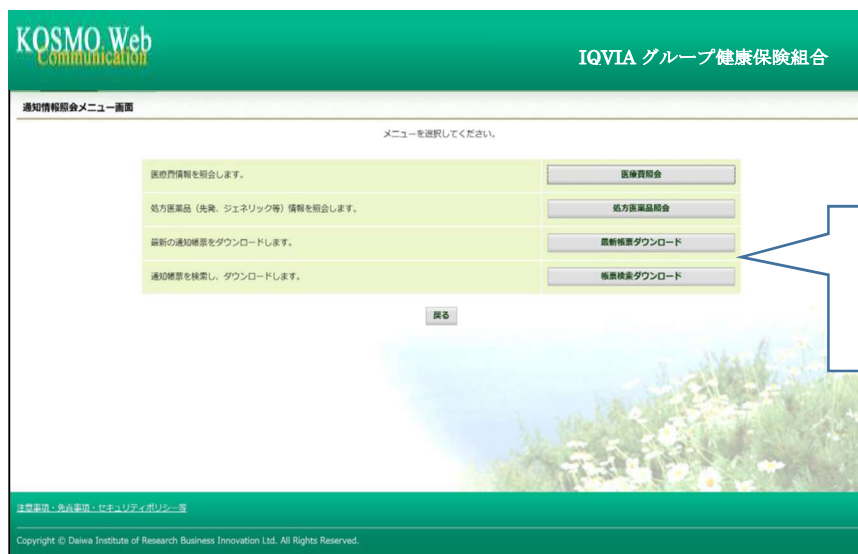 KOSMO Web
Communication
IQVIA グループ健康保険組合
通知情報照会メニュー画面
メニューを選択してください。
医療費情報を照会します。
医療費照会
処方医薬品（先発、ジェネリック等）情報を照会します。
処方医薬品照会
最新の通知帳票をダウンロードします。
最新帳票ダウンロード
通知帳票を検索し、ダウンロードします。
帳票検索ダウンロード
戻る
注意事項・免責事項・セキュリティポリシー等
Copyright © Daiwa Institute of Research Business Innovation Ltd. All Rights Reserved.